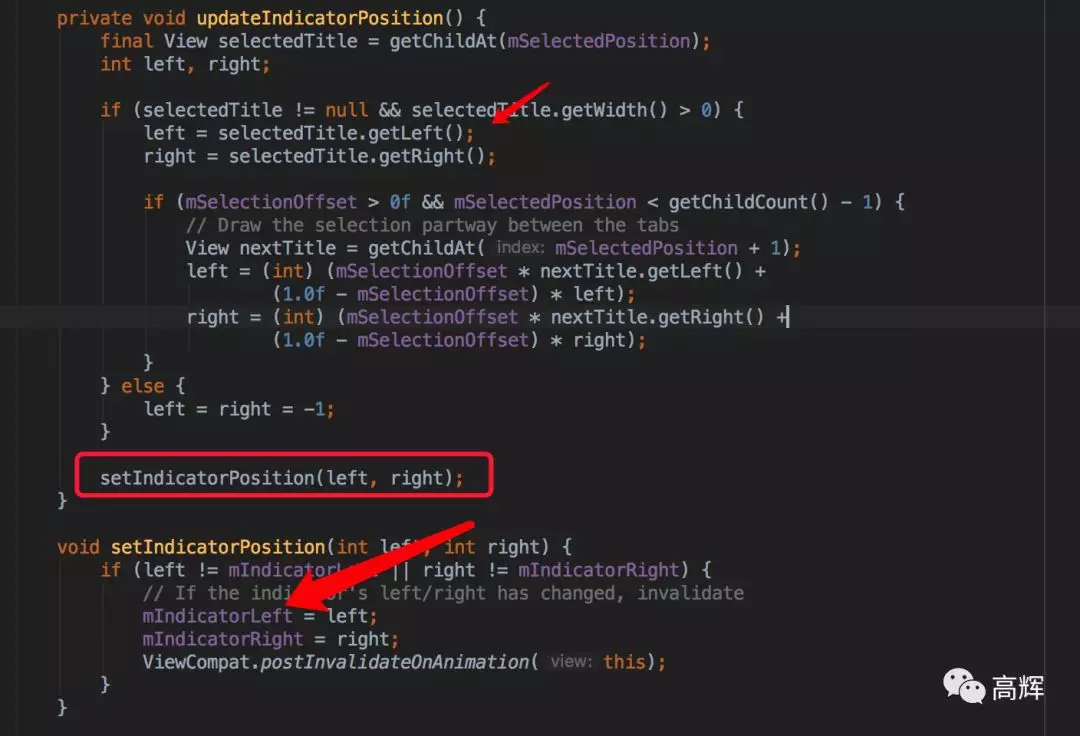 private void updateIndicatorPosition() {
final View selectedTitle = getChildAt(mSelectedPosition);
int left, right;
if (selectedTitle != null && selectedTitle.getWidth() > 0) {
left = selectedTitle.getLeft();
right = selectedTitle.getRight();
if (mSelectionOffset > 0f && mSelectedPosition < getChildCount() - 1) {
// Draw the selection partway between the tabs
View nextTitle = getChildAt( index: mSelectedPosition + 1);
left = (int) (mSelectionOffset * nextTitle.getLeft() +
(1.0f - mSelectionOffset) * left);
right = (int) (mSelectionOffset * nextTitle.getRight() +
(1.0f - mSelectionOffset) * right);
}
} else {
left = right = -1;
}
setIndicatorPosition(left, right);
}
void setIndicatorPosition(int left, int right) {
if (left != mIndicatorLeft || right != mIndicatorRight) {
// If the indicator's left/right has changed, invalidate
mIndicatorLeft = left;
mIndicatorRight = right;
ViewCompat.postInvalidateOnAnimation( view: this);
}
}
高辉